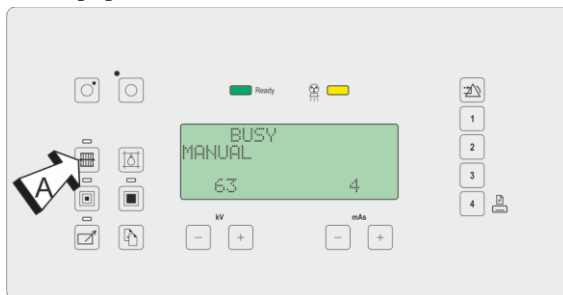 Ready
1
BUSY
MANUAL
2
A
3
63 4
4
kV mAs
- + - +